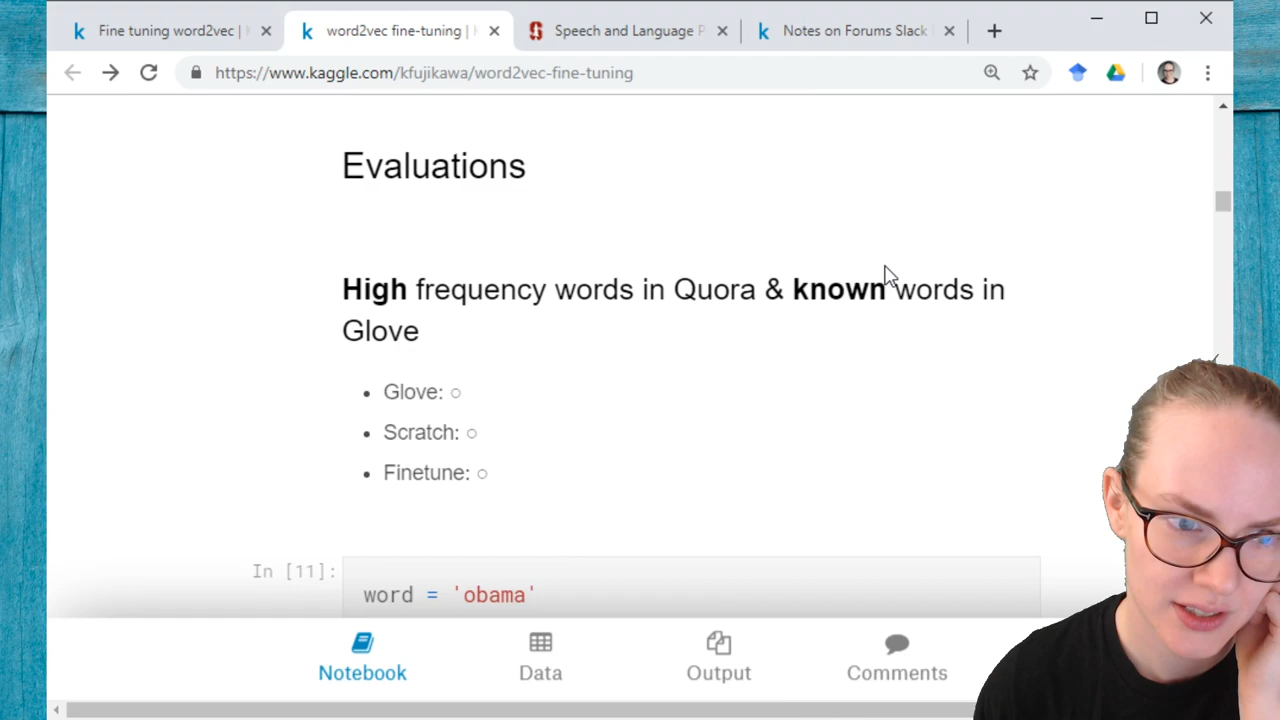 Fine tuning word2vec |
word2vec fine-tuning |
Speech and Language P
Notes on Forums Slack
https://www.kaggle.com/kfujikawa/word2vec-fine-tuning
Evaluations
High frequency words in Quora & known words in
Glove
• Glove: ○
• Scratch: ○
• Finetune: ○
In [11]:
word = 'obama'
Notebook
Data
Output
Comments